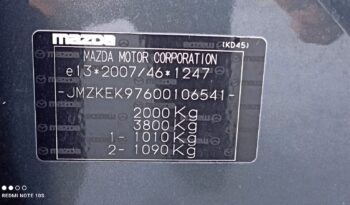 mazda
(KD45)
MAZDA MOTOR CORPORATION
e13*2007/46*1247
-JMZKEK97600106541-
2000 Kg
3800 Kg
1- 1010 Kg
2- 1090 Kg
REDMI NOTE 10S